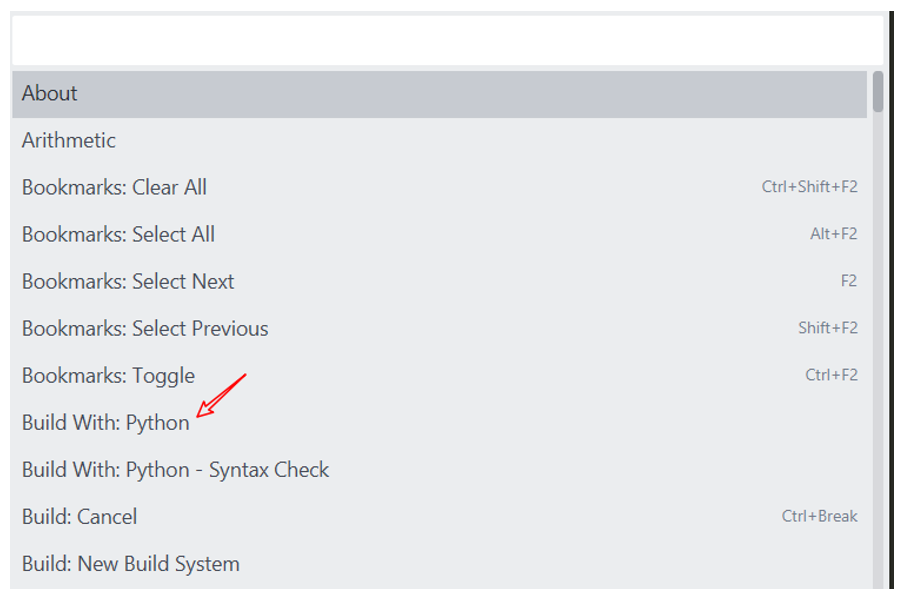 About
Arithmetic
Bookmarks: Clear All Ctrl+Shift+F2
Bookmarks: Select All Alt+F2
Bookmarks: Select Next F2
Bookmarks: Select Previous Shift+F2
Bookmarks: Toggle Ctrl+F2
Build With: Python
Build With: Python - Syntax Check
Build: Cancel Ctrl+Break
Build: New Build System